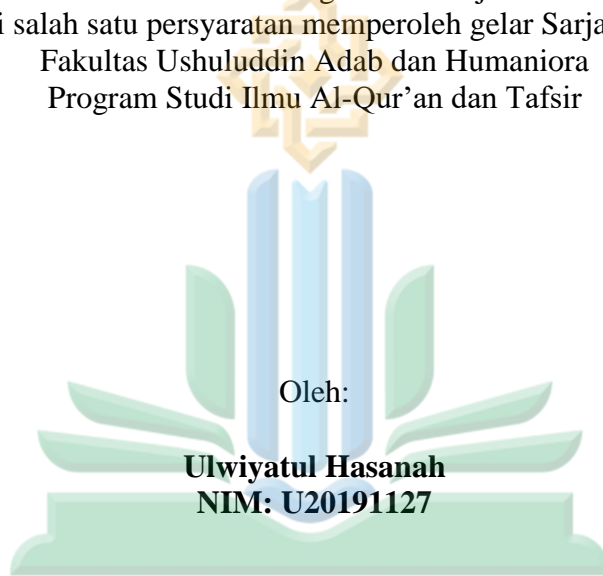 i salah satu persyaratan memperoleh gelar Sarja
Fakultas Ushuluddin Adab dan Humaniora
Program Studi Ilmu Al-Qur’an dan Tafsir
Oleh:
Ulwiyatul Hasanah
NIM: U20191127